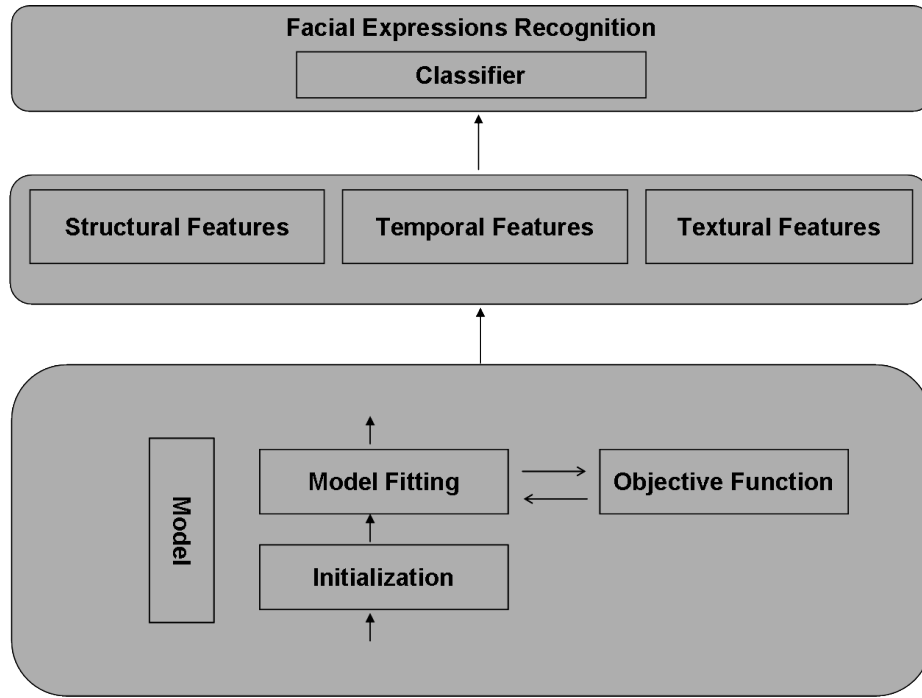 Facial Expressions Recognition
Classifier
Structural Features
Temporal Features
Textural Features
Model
Model Fitting
Objective Function
Initialization